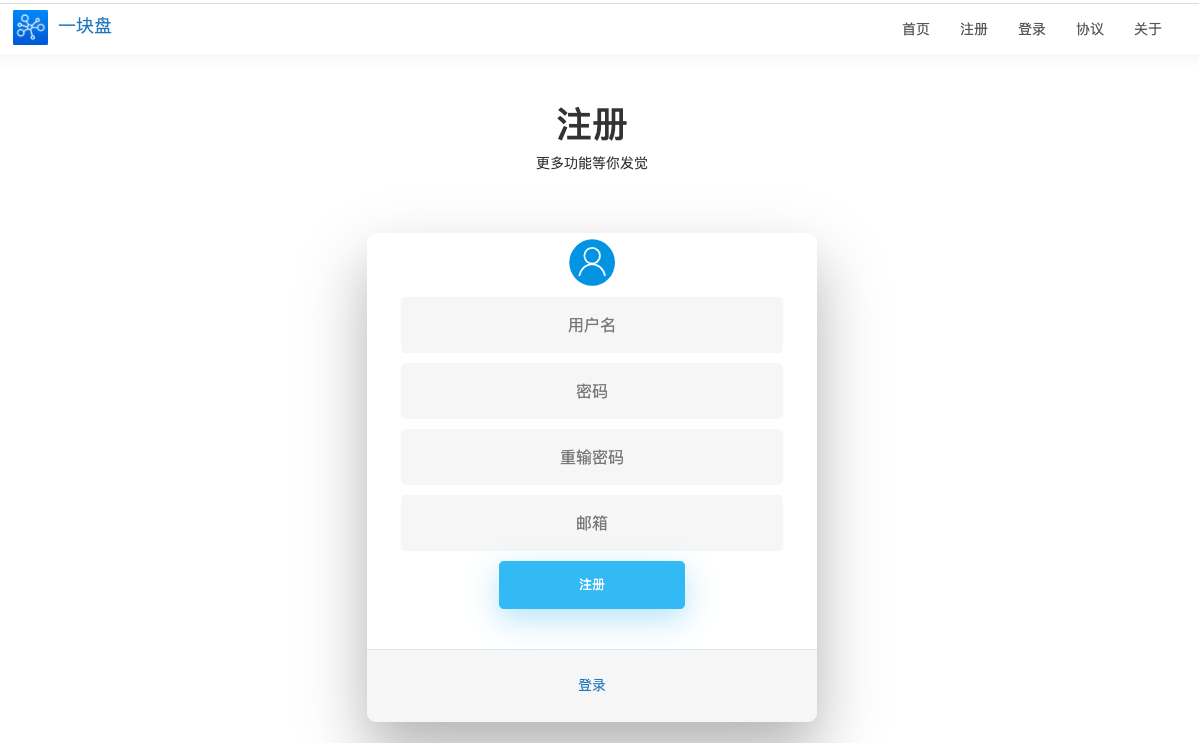 一块盘
首页 注册 登录 协议 关于
注册
更多功能等你发觉
用户名
密码
重输密码
邮箱
注册
登录